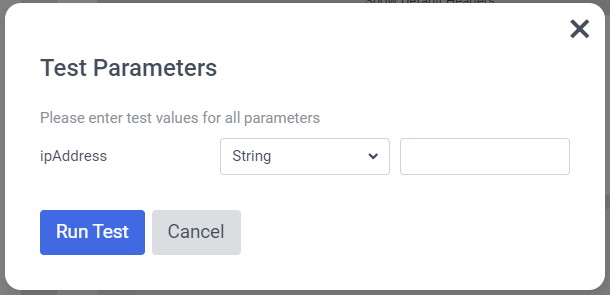 Show Default Headers
Test Parameters
Please enter test values for all parameters
ipAddress
String
Run Test
Cancel